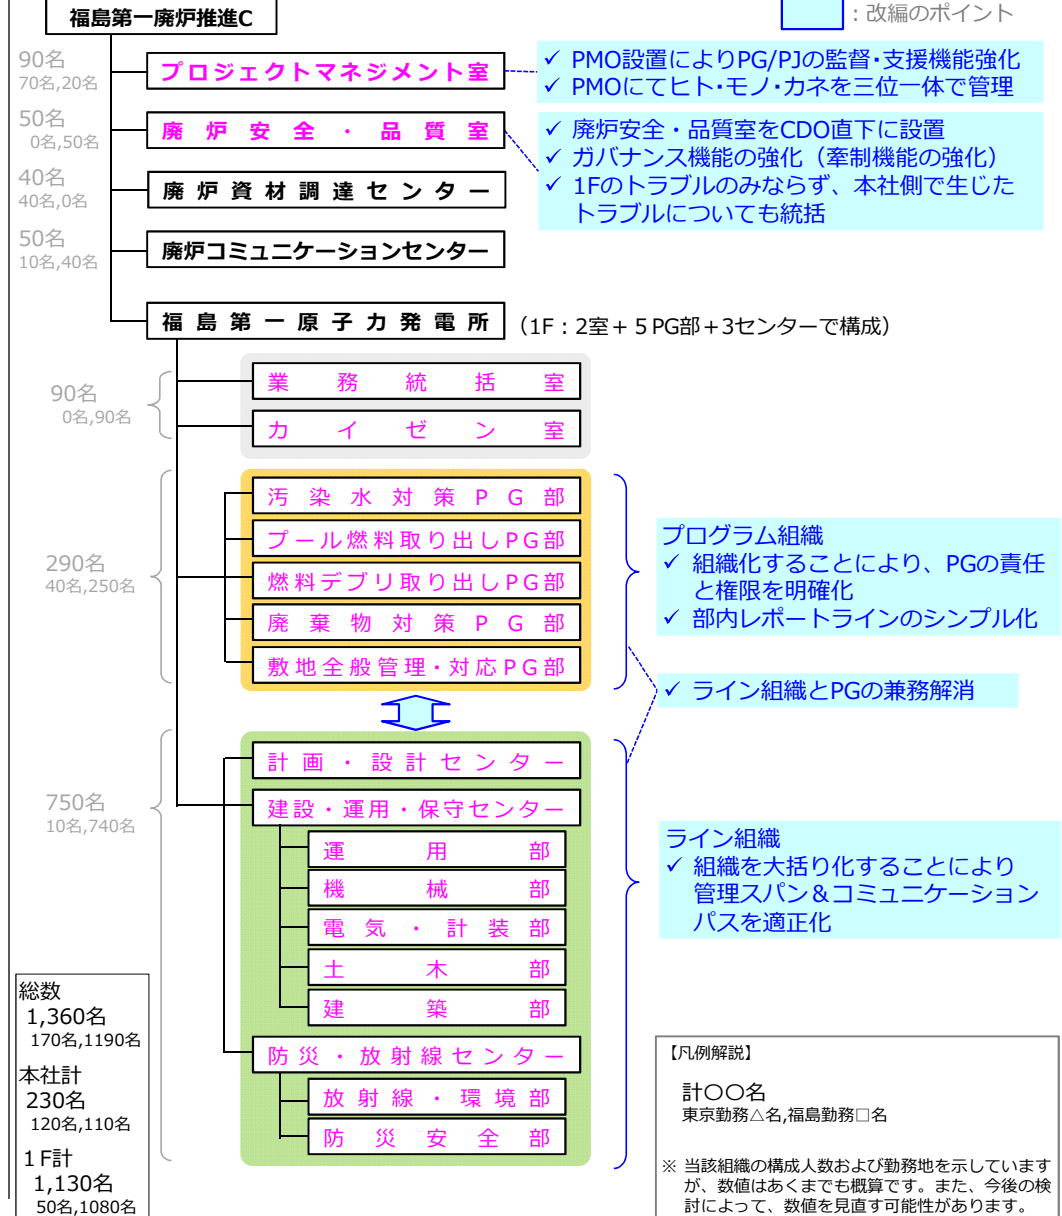 福島第一廃炉推進C
：改編のポイント
90名
70名,20名
プロジェクトマネジメント室
✓ PMO設置によりPG/PJの監督･支援機能強化
✓ PMOにてヒト･モノ･カネを三位一体で管理
50名
0名,50名
廃炉安全・品質室
✓ 廃炉安全・品質室をCDO直下に設置
✓ ガバナンス機能の強化（牽制機能の強化）
✓ 1Fのトラブルのみならず、本社側で生じた
トラブルについても統括
40名
40名,0名
廃炉資材調達センター
50名
10名,40名
廃炉コミュニケーションセンター
福島第一原子力発電所
（1F：2室＋５PG部＋3センターで構成）
90名
0名,90名
業務統括室
カイゼン室
290名
40名,250名
汚染水対策PG部
プール燃料取り出しPG部
燃料デブリ取り出しPG部
廃棄物対策PG部
敷地全般管理･対応PG部
プログラム組織
✓ 組織化することにより、PGの責任
と権限を明確化
✓ 部内レポートラインのシンプル化
✓ ライン組織とPGの兼務解消
750名
10名,740名
計画・設計センター
建設・運用・保守センター
運用部
機械部
電気・計装部
土木部
建築部
防災・放射線センター
放射線・環境部
防災安全部
ライン組織
✓ 組織を大括り化することにより
管理スパン＆コミュニケーション
パスを適正化
総数
1,360名
170名,1190名
本社計
230名
120名,110名
１F計
1,130名
50名,1080名
【凡例解説】
計〇〇名
東京勤務△名,福島勤務□名
※ 当該組織の構成人数および勤務地を示しています
が、数値はあくまでも概算です。また、今後の検
討によって、数値を見直す可能性があります。